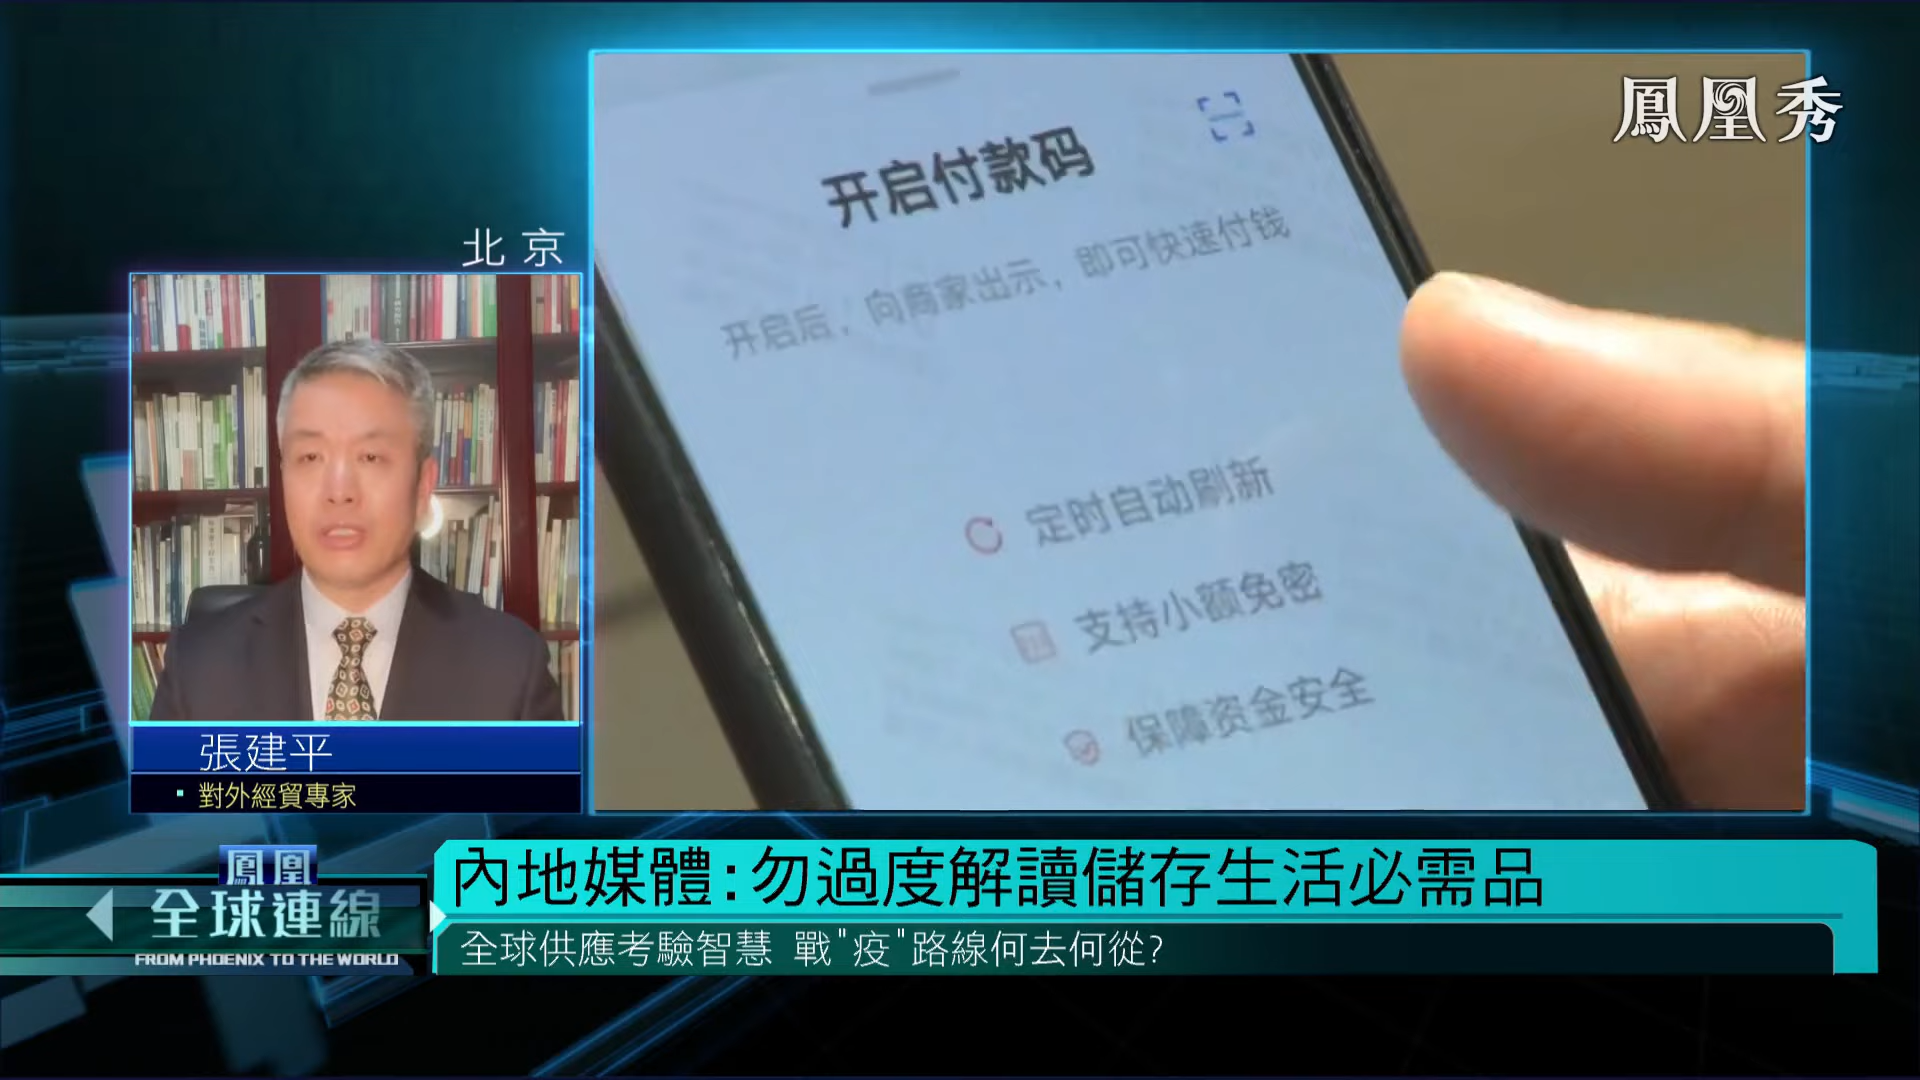 鳳凰秀
开启付款码
开启后，向商家出示，即可快速付钱
定时自动刷新
支持小额免密
保障资金安全
北京
張建平
對外經貿專家
鳳凰
全球連線
FROM PHOENIX TO THE WORLD
內地媒體:勿過度解讀儲存生活必需品
全球供應考驗智慧 戰"疫"路線何去何從?